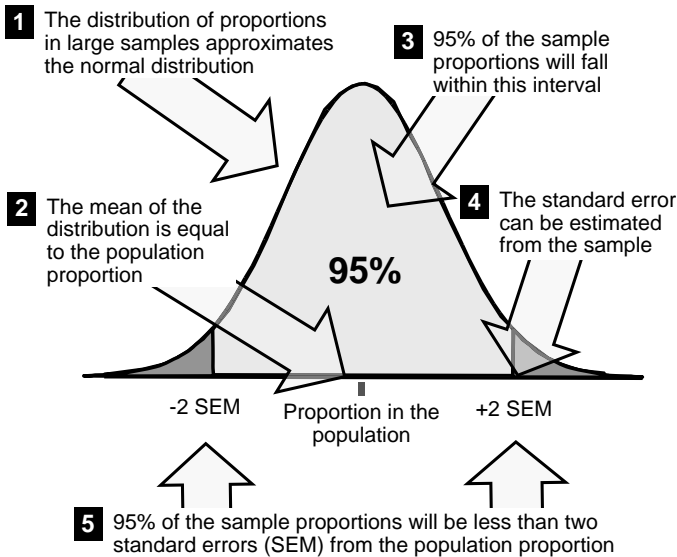 1 The distribution of proportions
in large samples approximates
the normal distribution
3 95% of the sample
proportions will fall
within this interval
2 The mean of the
distribution is equal
to the population
proportion
4 The standard error
can be estimated
from the sample
95%
-2 SEM
Proportion in the
population
+2 SEM
5 95% of the sample proportions will be less than two
standard errors (SEM) from the population proportion